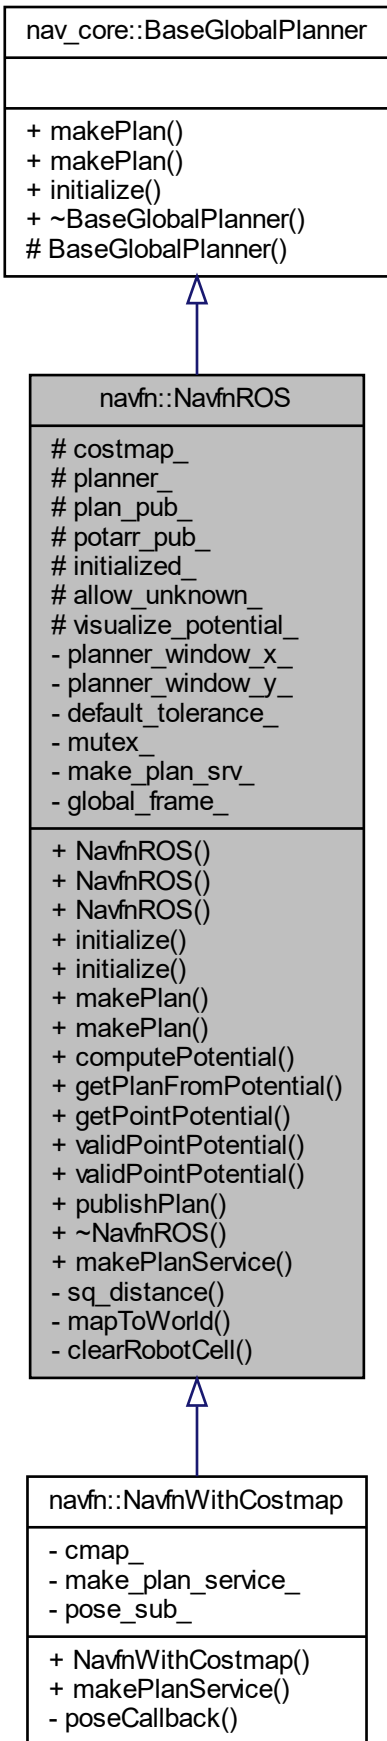 nav_core::BaseGlobalPlanner
+ makePlan()
+ makePlan()
+ initialize()
+ ~BaseGlobalPlanner()
# BaseGlobalPlanner()
navfn::NavfnROS
# costmap_
# planner_
# plan_pub_
# potarr_pub_
# initialized_
# allow_unknown_
# visualize_potential_
- planner_window_x_
- planner_window_y_
- default_tolerance_
- mutex_
- make_plan_srv_
- global_frame_
+ NavfnROS()
+ NavfnROS()
+ NavfnROS()
+ initialize()
+ initialize()
+ makePlan()
+ makePlan()
+ computePotential()
+ getPlanFromPotential()
+ getPointPotential()
+ validPointPotential()
+ validPointPotential()
+ publishPlan()
+ ~NavfnROS()
+ makePlanService()
- sq_distance()
- mapToWorld()
- clearRobotCell()
navfn::NavfnWithCostmap
- cmap_
- make_plan_service_
- pose_sub_
+ NavfnWithCostmap()
+ makePlanService()
- poseCallback()